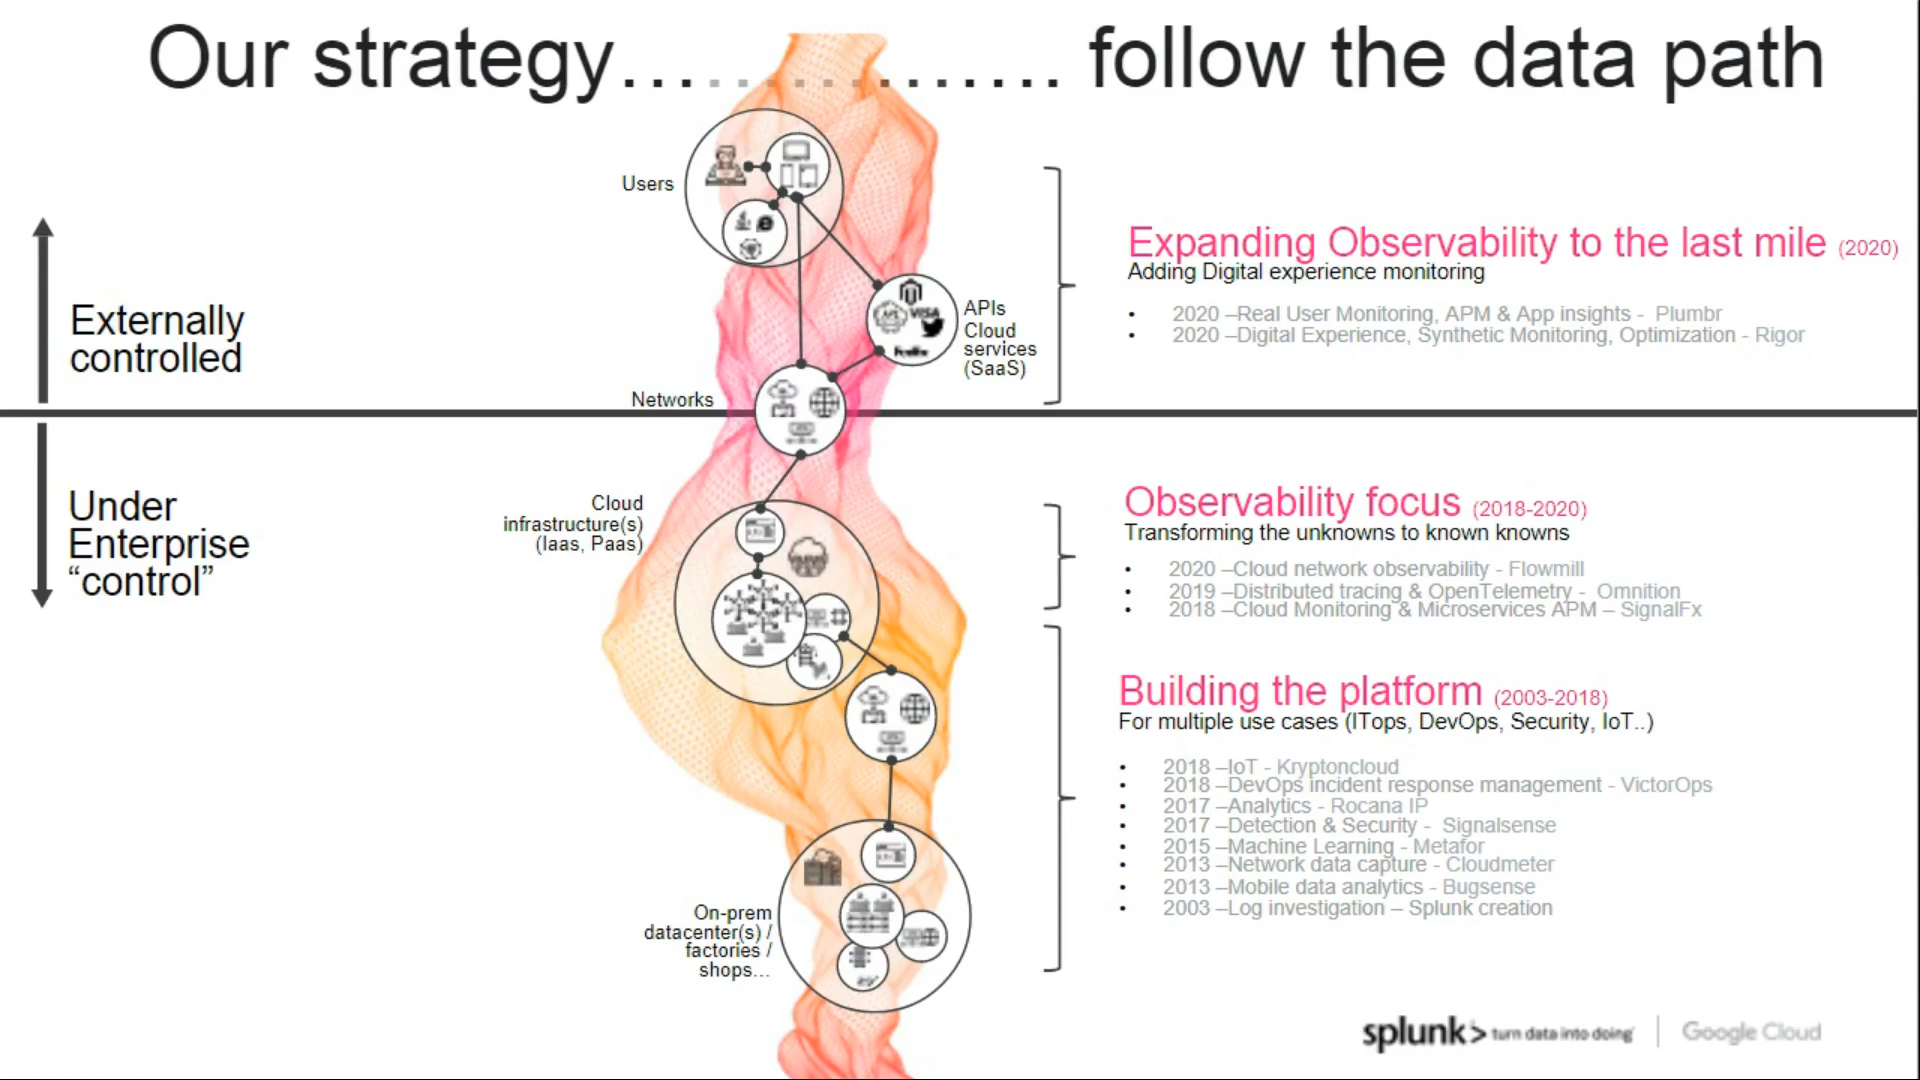 Our strategy............... follow the data path
Users
APIs
Cloud
services
(SaaS)
VISA
Networks
Externally
controlled
Under
Enterprise
“control”
Cloud
infrastructure(s)
(Iaas, Paas)
On-prem
datacenter(s) /
factories /
shops...
Expanding Observability to the last mile (2020)
Adding Digital experience monitoring
• 2020 –Real User Monitoring, APM & App insights - Plumbr
• 2020 –Digital Experience, Synthetic Monitoring, Optimization - Rigor
Observability focus (2018-2020)
Transforming the unknowns to known knowns
• 2020 –Cloud network observability - Flowmill
• 2019 –Distributed tracing & OpenTelemetry - Omnition
• 2018 –Cloud Monitoring & Microservices APM – SignalFx
Building the platform (2003-2018)
For multiple use cases (ITops, DevOps, Security, IoT..)
• 2018 –IoT - Kryptoncloud
• 2018 –DevOps incident response management - VictorOps
• 2017 –Analytics - Rocana IP
• 2017 –Detection & Security - Signalsense
• 2015 –Machine Learning - Metafor
• 2013 –Network data capture - Cloudmeter
• 2013 –Mobile data analytics - Bugsense
• 2003 –Log investigation – Splunk creation
splunk> turn data into doing
Google Cloud